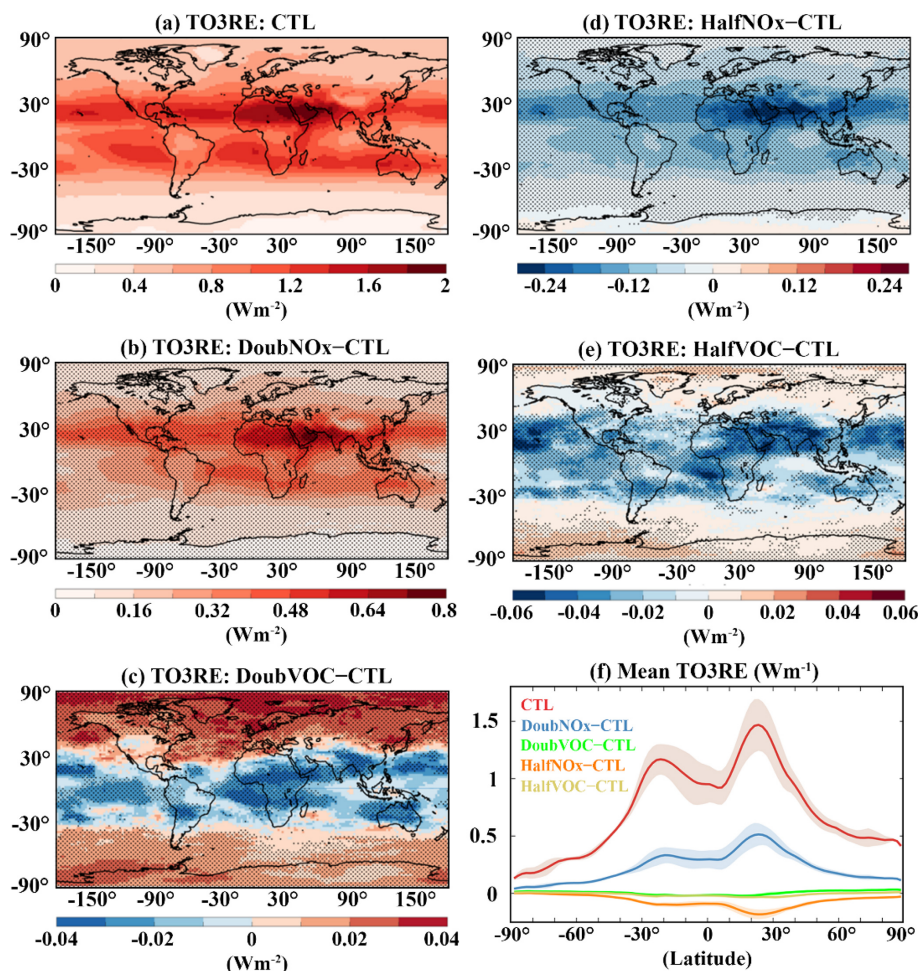 (a) TO3RE: CTL
90°
30°
-30°
-90°
-150° -90° -30° 30° 90° 150°
0 0.4 0.8 1.2 1.6 2
(Wm-2)
(d) TO3RE: HalfNOx−CTL
90°
30°
-30°
-90°
-150° -90° -30° 30° 90° 150°
-0.24 -0.12 0 0.12 0.24
(Wm-2)
(b) TO3RE: DoubNOx−CTL
90°
30°
-30°
-90°
-150° -90° -30° 30° 90° 150°
0 0.16 0.32 0.48 0.64 0.8
(Wm-2)
(e) TO3RE: HalfVOC−CTL
90°
30°
-30°
-90°
-150° -90° -30° 30° 90° 150°
-0.06 -0.04 -0.02 0 0.02 0.04 0.06
(Wm-2)
(c) TO3RE: DoubVOC−CTL
90°
30°
-30°
-90°
-150° -90° -30° 30° 90° 150°
-0.04 -0.02 0 0.02 0.04
(Wm-2)
(f) Mean TO3RE (Wm-1)
CTL
DoubNOx−CTL
DoubVOC−CTL
HalfNOx−CTL
HalfVOC−CTL
1.5
1
0.5
0
-90° -60° -30° 0 30° 60° 90°
(Latitude)